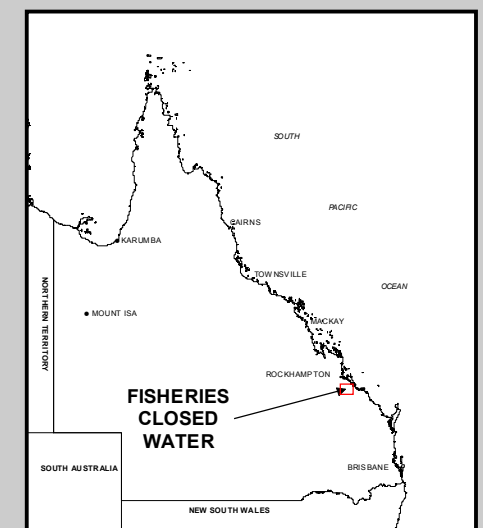 SOUTH
PACIFIC
OCEAN
CAIRNS
KARUMBA
TOWNSVILLE
MOUNT ISA
MACKAY
NORTHERN TERRITORY
ROCKHAMPTON
FISHERIES
CLOSED
WATER
SOUTH AUSTRALIA
BRISBANE
NEW SOUTH WALES